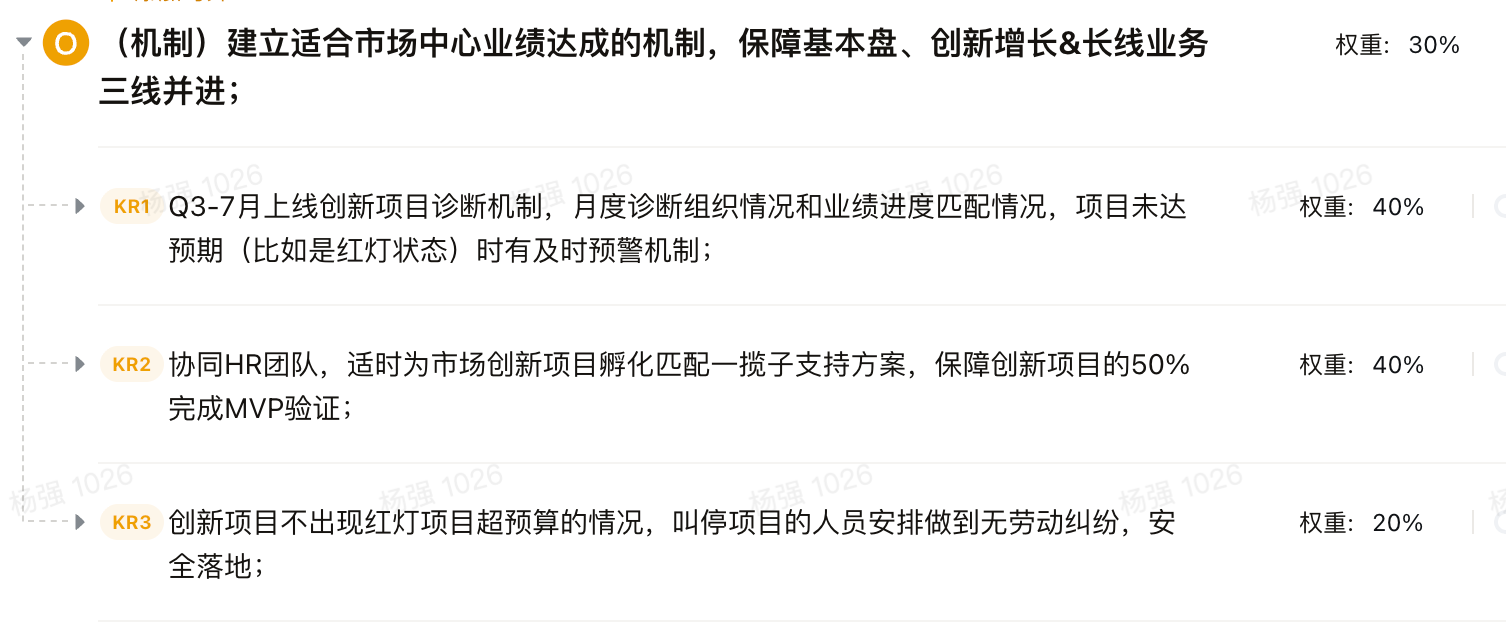 O (机制)建立适合市场中心业绩达成的机制，保障基本盘、创新增长&长线业务 权重: 30%
三线并进；
杨强 1026 杨强 1026 杨强 1026 杨强 1026
KR1 Q3-7月上线创新项目诊断机制，月度诊断组织情况和业绩进度匹配情况，项目未达 权重: 40%
预期（比如是红灯状态）时有及时预警机制；
KR2 协同HR团队，适时为市场创新项目孵化匹配一揽子支持方案，保障创新项目的50% 权重: 40%
完成MVP验证；
杨强 1026 杨强 1026 杨强 1026 杨强 1026
KR3 创新项目不出现红灯项目超预算的情况，叫停项目的人员安排做到无劳动纠纷，安 权重: 20%
全落地；